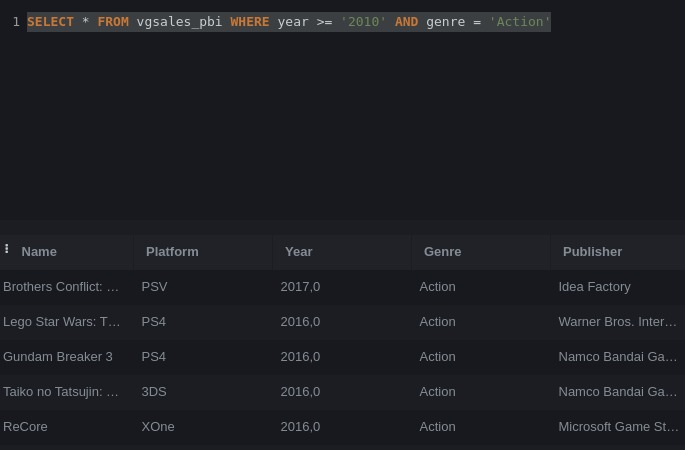 1 SELECT * FROM vgsales_pbi WHERE year >= '2010' AND genre = 'Action'
Name Platform Year Genre Publisher
Brothers Conflict: ... PSV 2017,0 Action Idea Factory
Lego Star Wars: T... PS4 2016,0 Action Warner Bros. Inter...
Gundam Breaker 3 PS4 2016,0 Action Namco Bandai Ga...
Taiko no Tatsujin: ... 3DS 2016,0 Action Namco Bandai Ga...
ReCore XOne 2016,0 Action Microsoft Game St...